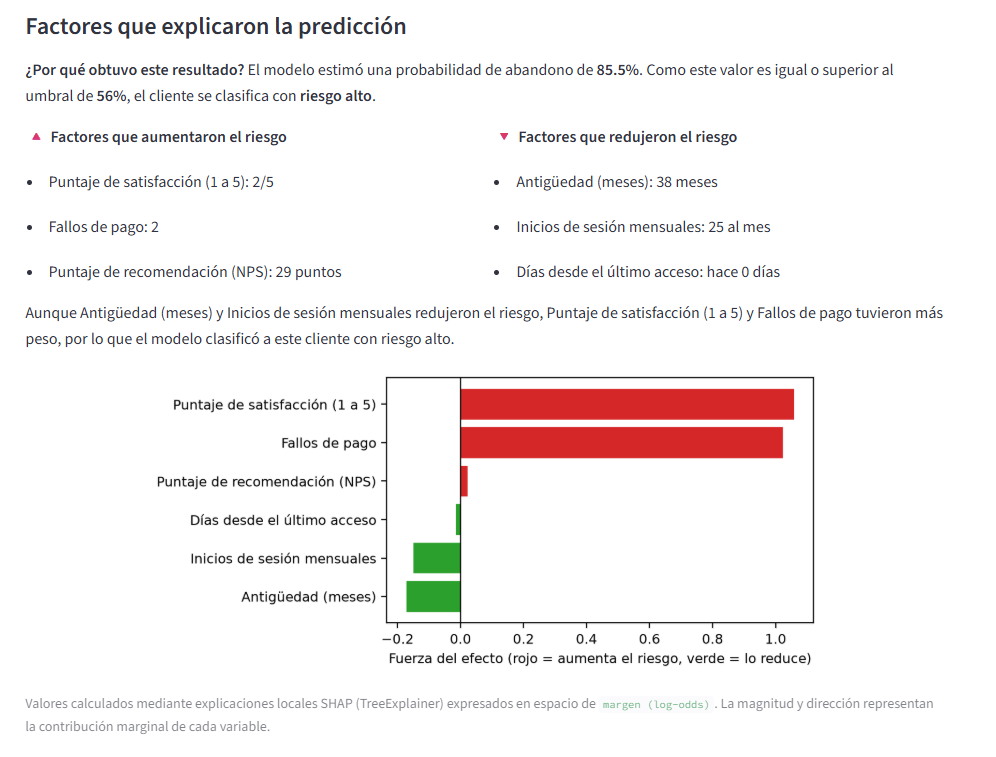 Factores que explicaron la predicción
¿Por qué obtuvo este resultado? El modelo estimó una probabilidad de abandono de 85.5%. Como este valor es igual o superior al
umbral de 56%, el cliente se clasifica con riesgo alto.
Factores que aumentaron el riesgo
Puntaje de satisfacción (1 a 5): 2/5
Fallos de pago: 2
Puntaje de recomendación (NPS): 29 puntos
Factores que redujeron el riesgo
Antigüedad (meses): 38 meses
Inicios de sesión mensuales: 25 al mes
Días desde el último acceso: hace 0 días
Aunque Antigüedad (meses) y Inicios de sesión mensuales redujeron el riesgo, Puntaje de satisfacción (1 a 5) y Fallos de pago tuvieron más
peso, por lo que el modelo clasificó a este cliente con riesgo alto.
Puntaje de satisfacción (1 a 5)
Fallos de pago
Puntaje de recomendación (NPS)
Días desde el último acceso
Inicios de sesión mensuales
Antigüedad (meses)
−0.2 0.0 0.2 0.4 0.6 0.8 1.0
Fuerza del efecto (rojo = aumenta el riesgo, verde = lo reduce)
Valores calculados mediante explicaciones locales SHAP (TreeExplainer) expresados en espacio de margen (log-odds) . La magnitud y dirección representan
la contribución marginal de cada variable.